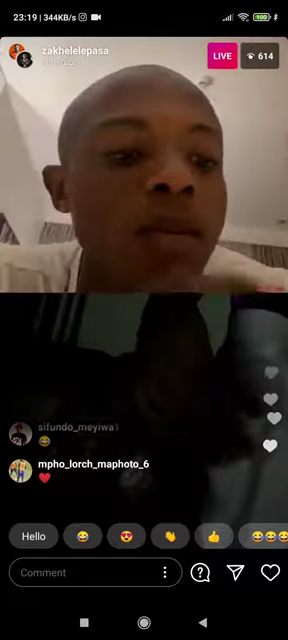 23:19 | 344KB/s
zakhelelepasa
LIVE
614
sifundo_meyiwa1
😂
mpho_lorch_maphoto_6
❤️
Hello
Comment